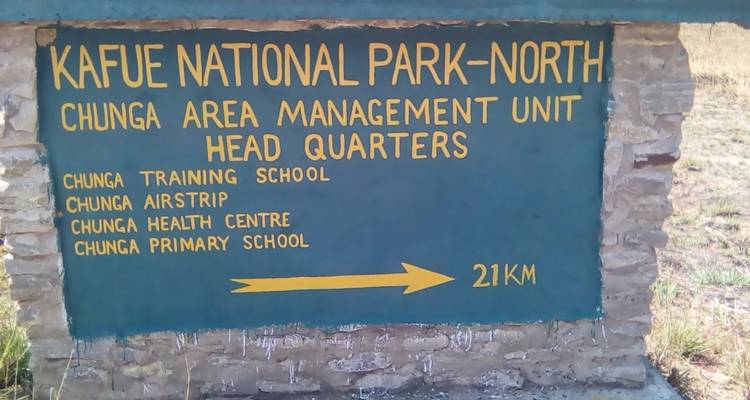 KAFUE NATIONAL PARK-NORTH
CHUNGA AREA MANAGEMENT UNIT
HEAD QUARTERS
CHUNGA TRAINING SCHOOL
CHUNGA AIRSTRIP
CHUNGA HEALTH CENTRE
CHUNGA PRIMARY SCHOOL
21KM